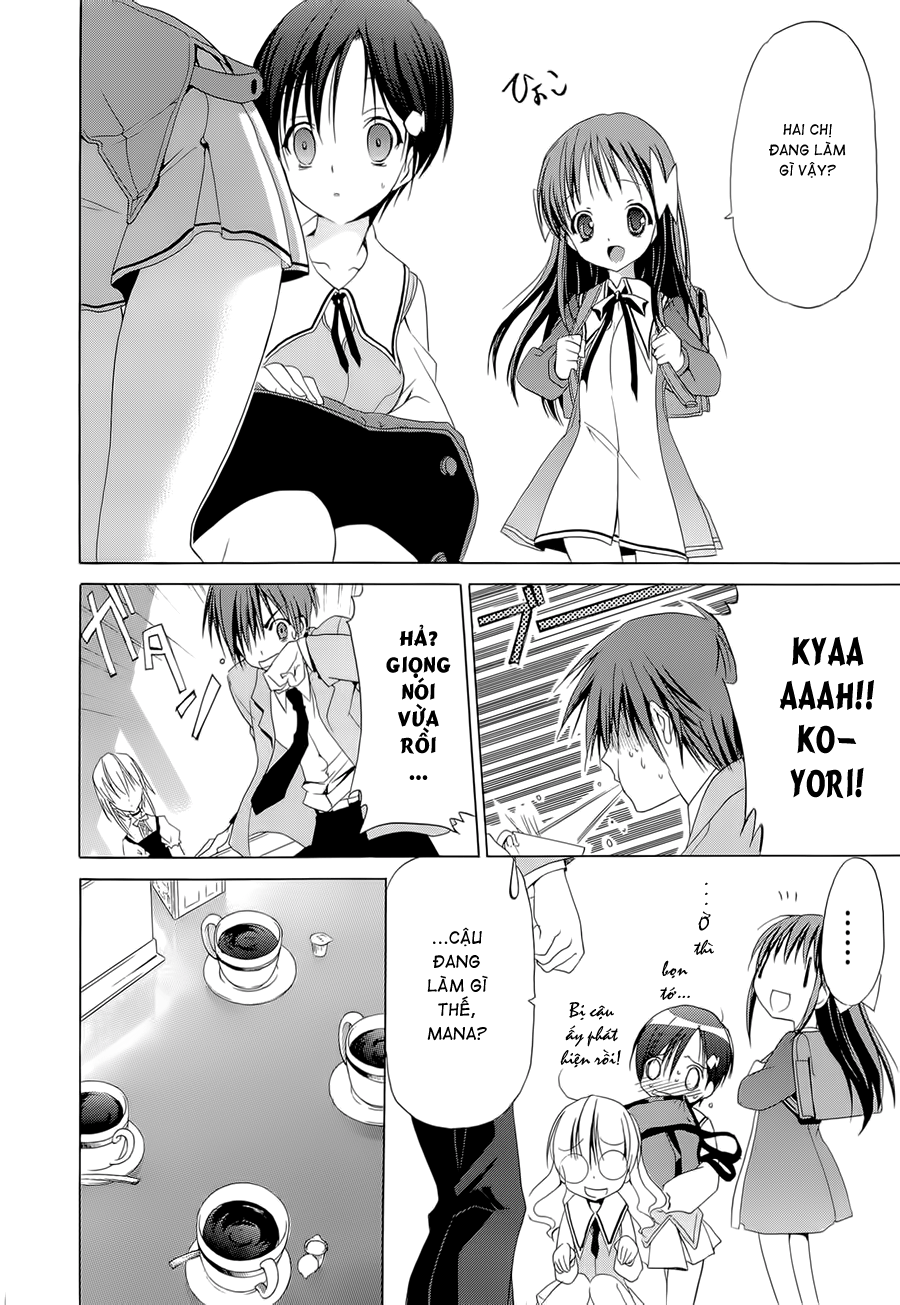 HAI CHỊ
ĐANG LÀM
GÌ VẬY?
ひょこ
KYAA
AAAH!!
KO-
YORI!
HẢ?
GIỌNG
NÓI
VỪA
RỒI
...
......
....
Ờ
thì
bọn
tớ...
Bị cậu
ấy phát
hiện rồi!
...CẬU
ĐANG
LÀM GÌ
THẾ,
MANA?